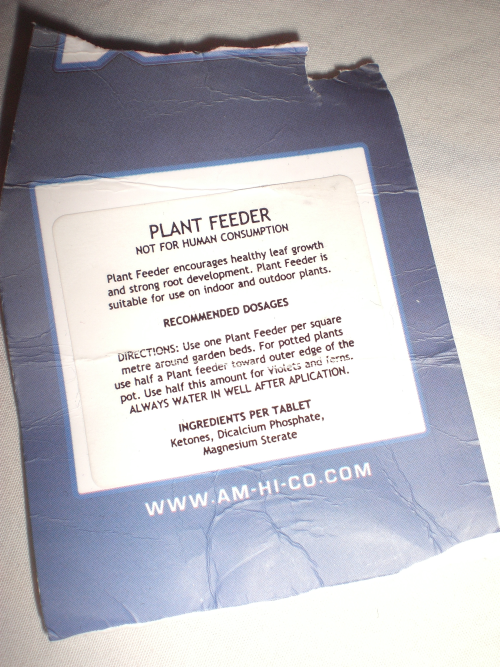 PLANT FEEDER
NOT FOR HUMAN CONSUMPTION
Plant Feeder encourages healthy leaf growth
and strong root development. Plant Feeder is
suitable for use on indoor and outdoor plants.
RECOMMENDED DOSAGES
DIRECTIONS: Use one Plant Feeder per square
metre around garden beds. For potted plants
use half a Plant feeder toward outer edge of the
pot. Use half this amount for Violets and ferns.
ALWAYS WATER IN WELL AFTER APLICATION.
INGREDIENTS PER TABLET
Ketones, Dicalcium Phosphate,
Magnesium Sterate
WWW.AM-HI-CO.COM